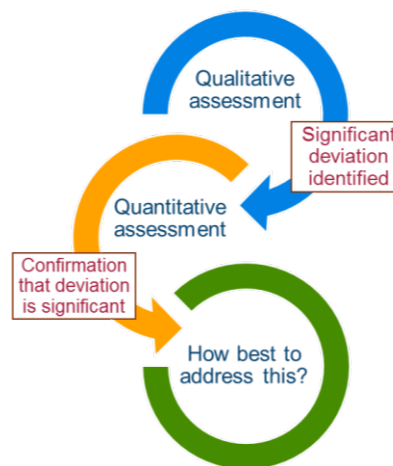 Qualitative
assessment
Significant
deviation
identified
Quantitative
assessment
Confirmation
that deviation
is significant
How best to
address this?